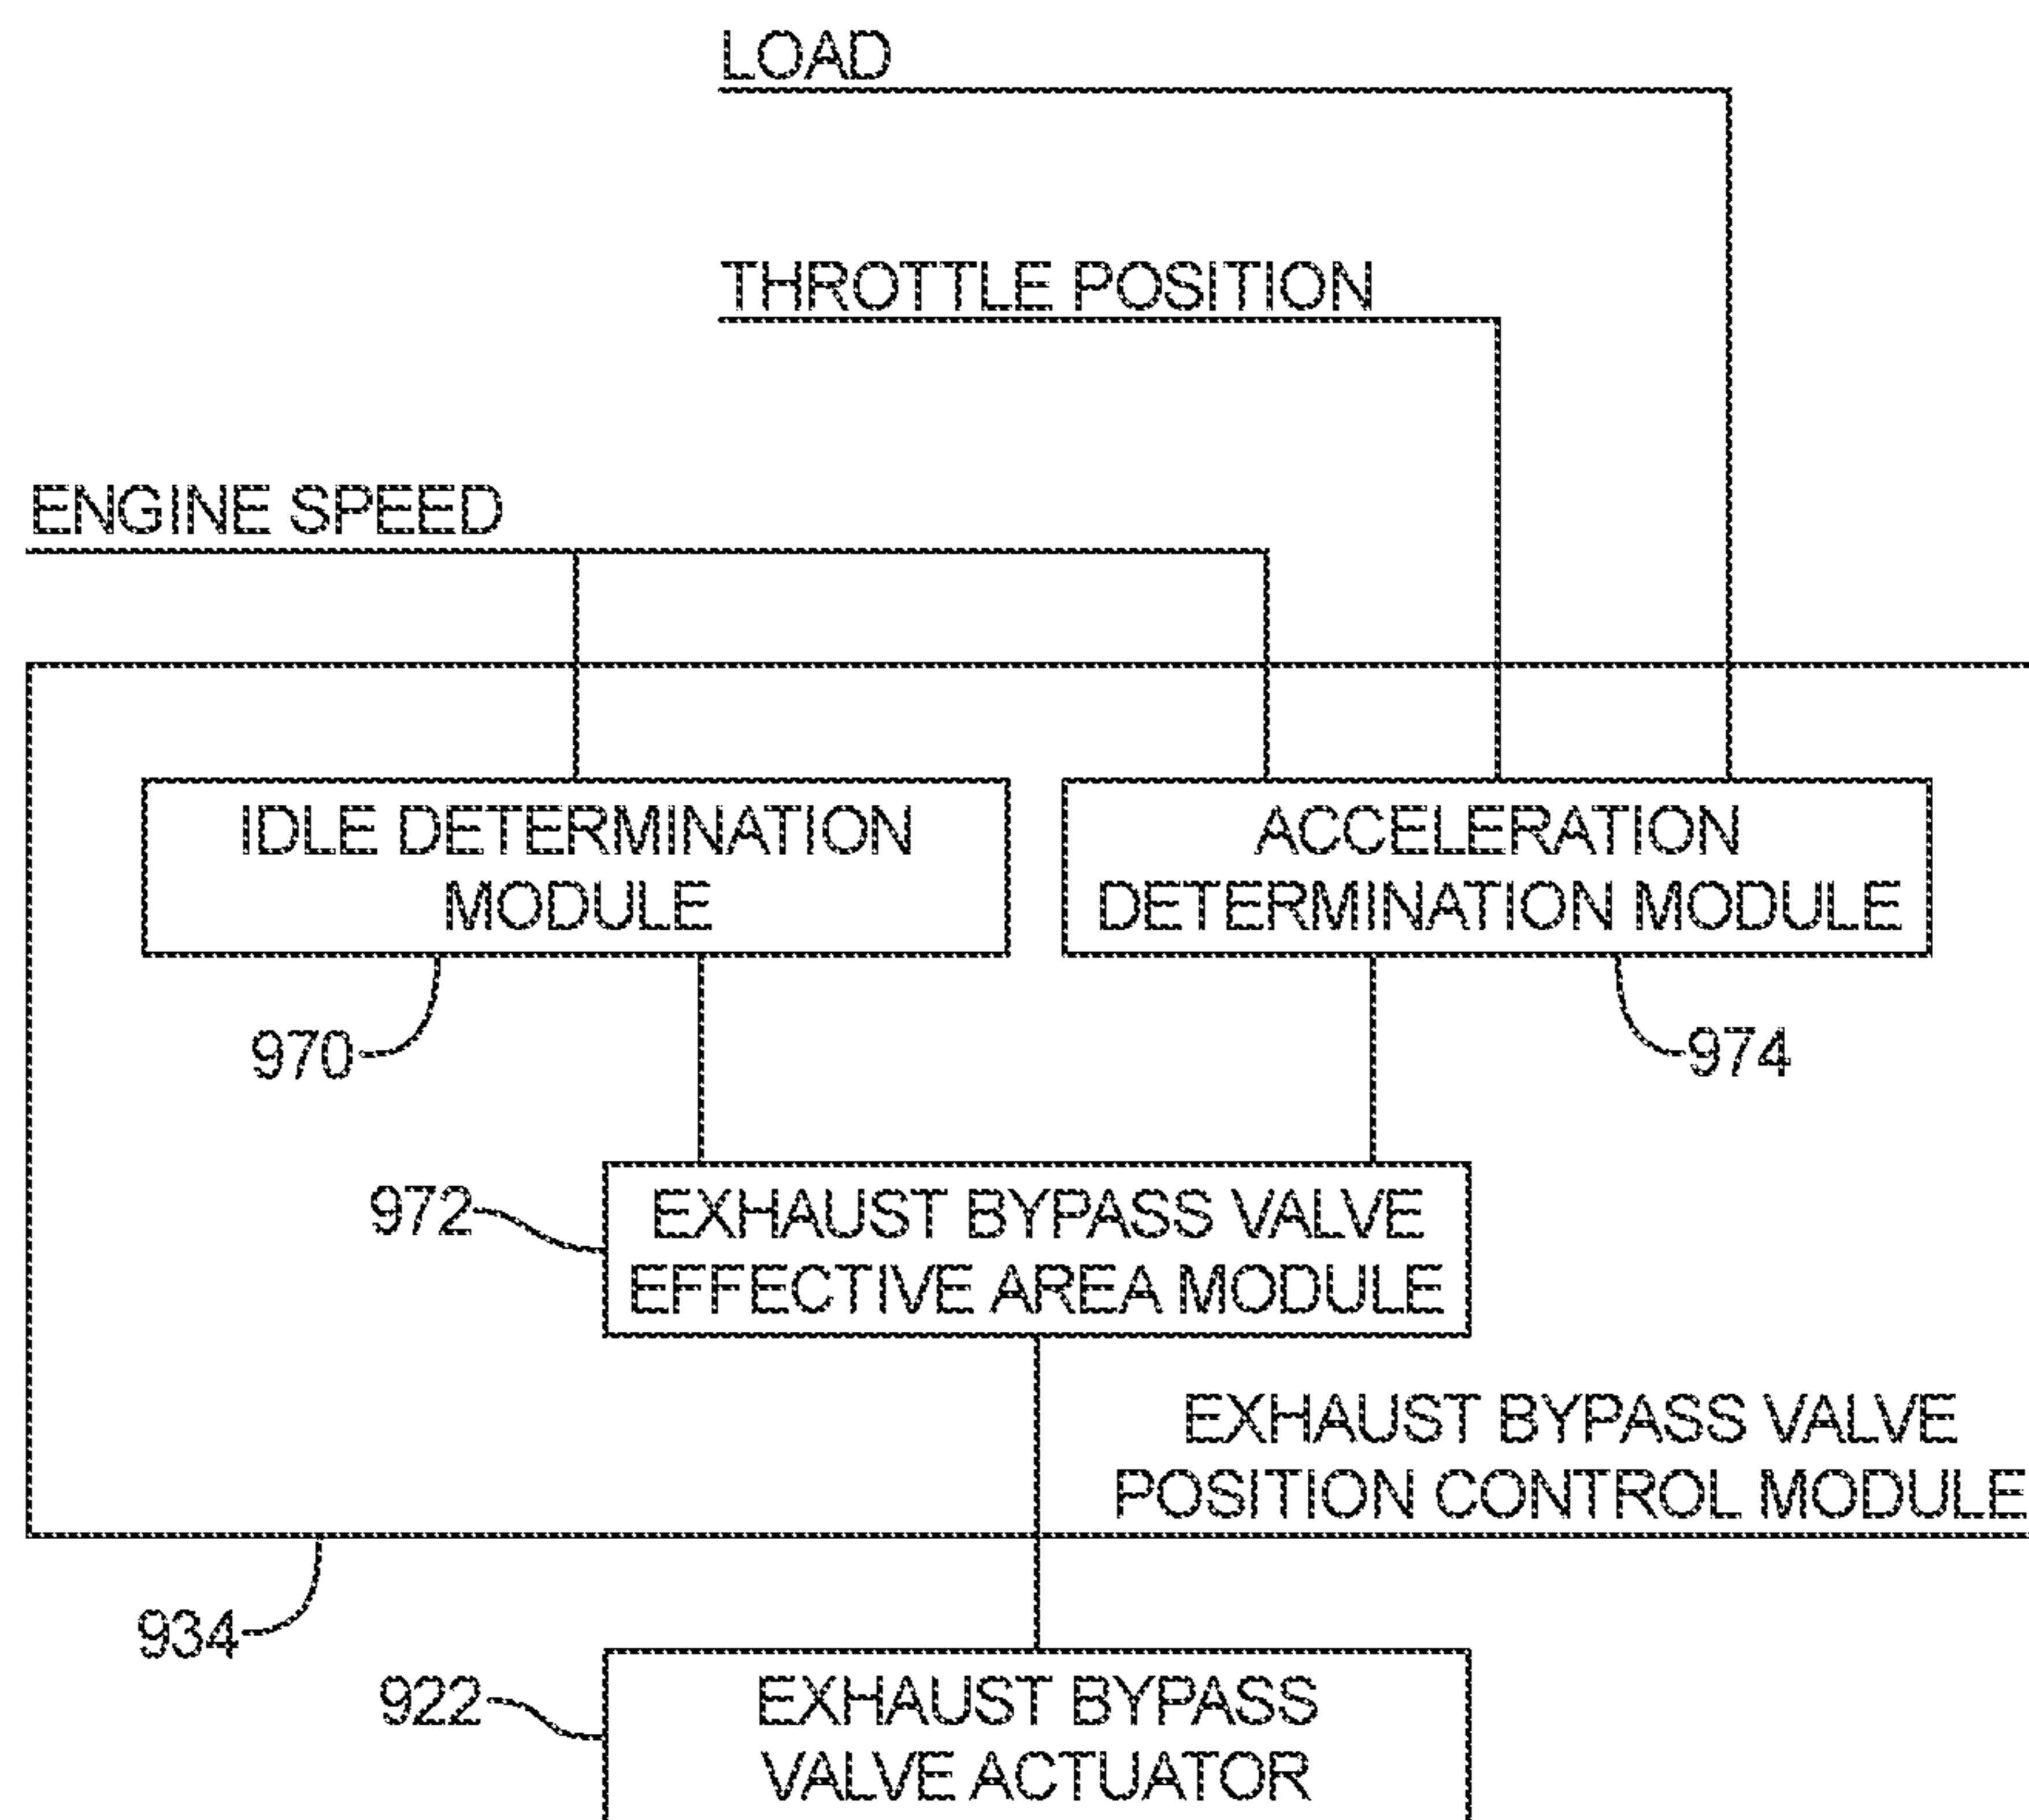 LOAD
THROTTLE POSITION
ENGINE SPEED
IDLE DETERMINATION
MODULE
ACCELERATION
DETERMINATION MODULE
970
974
972
EXHAUST BYPASS VALVE
EFFECTIVE AREA MODULE
EXHAUST BYPASS VALVE
POSITION CONTROL MODULE
934
922
EXHAUST BYPASS
VALVE ACTUATOR